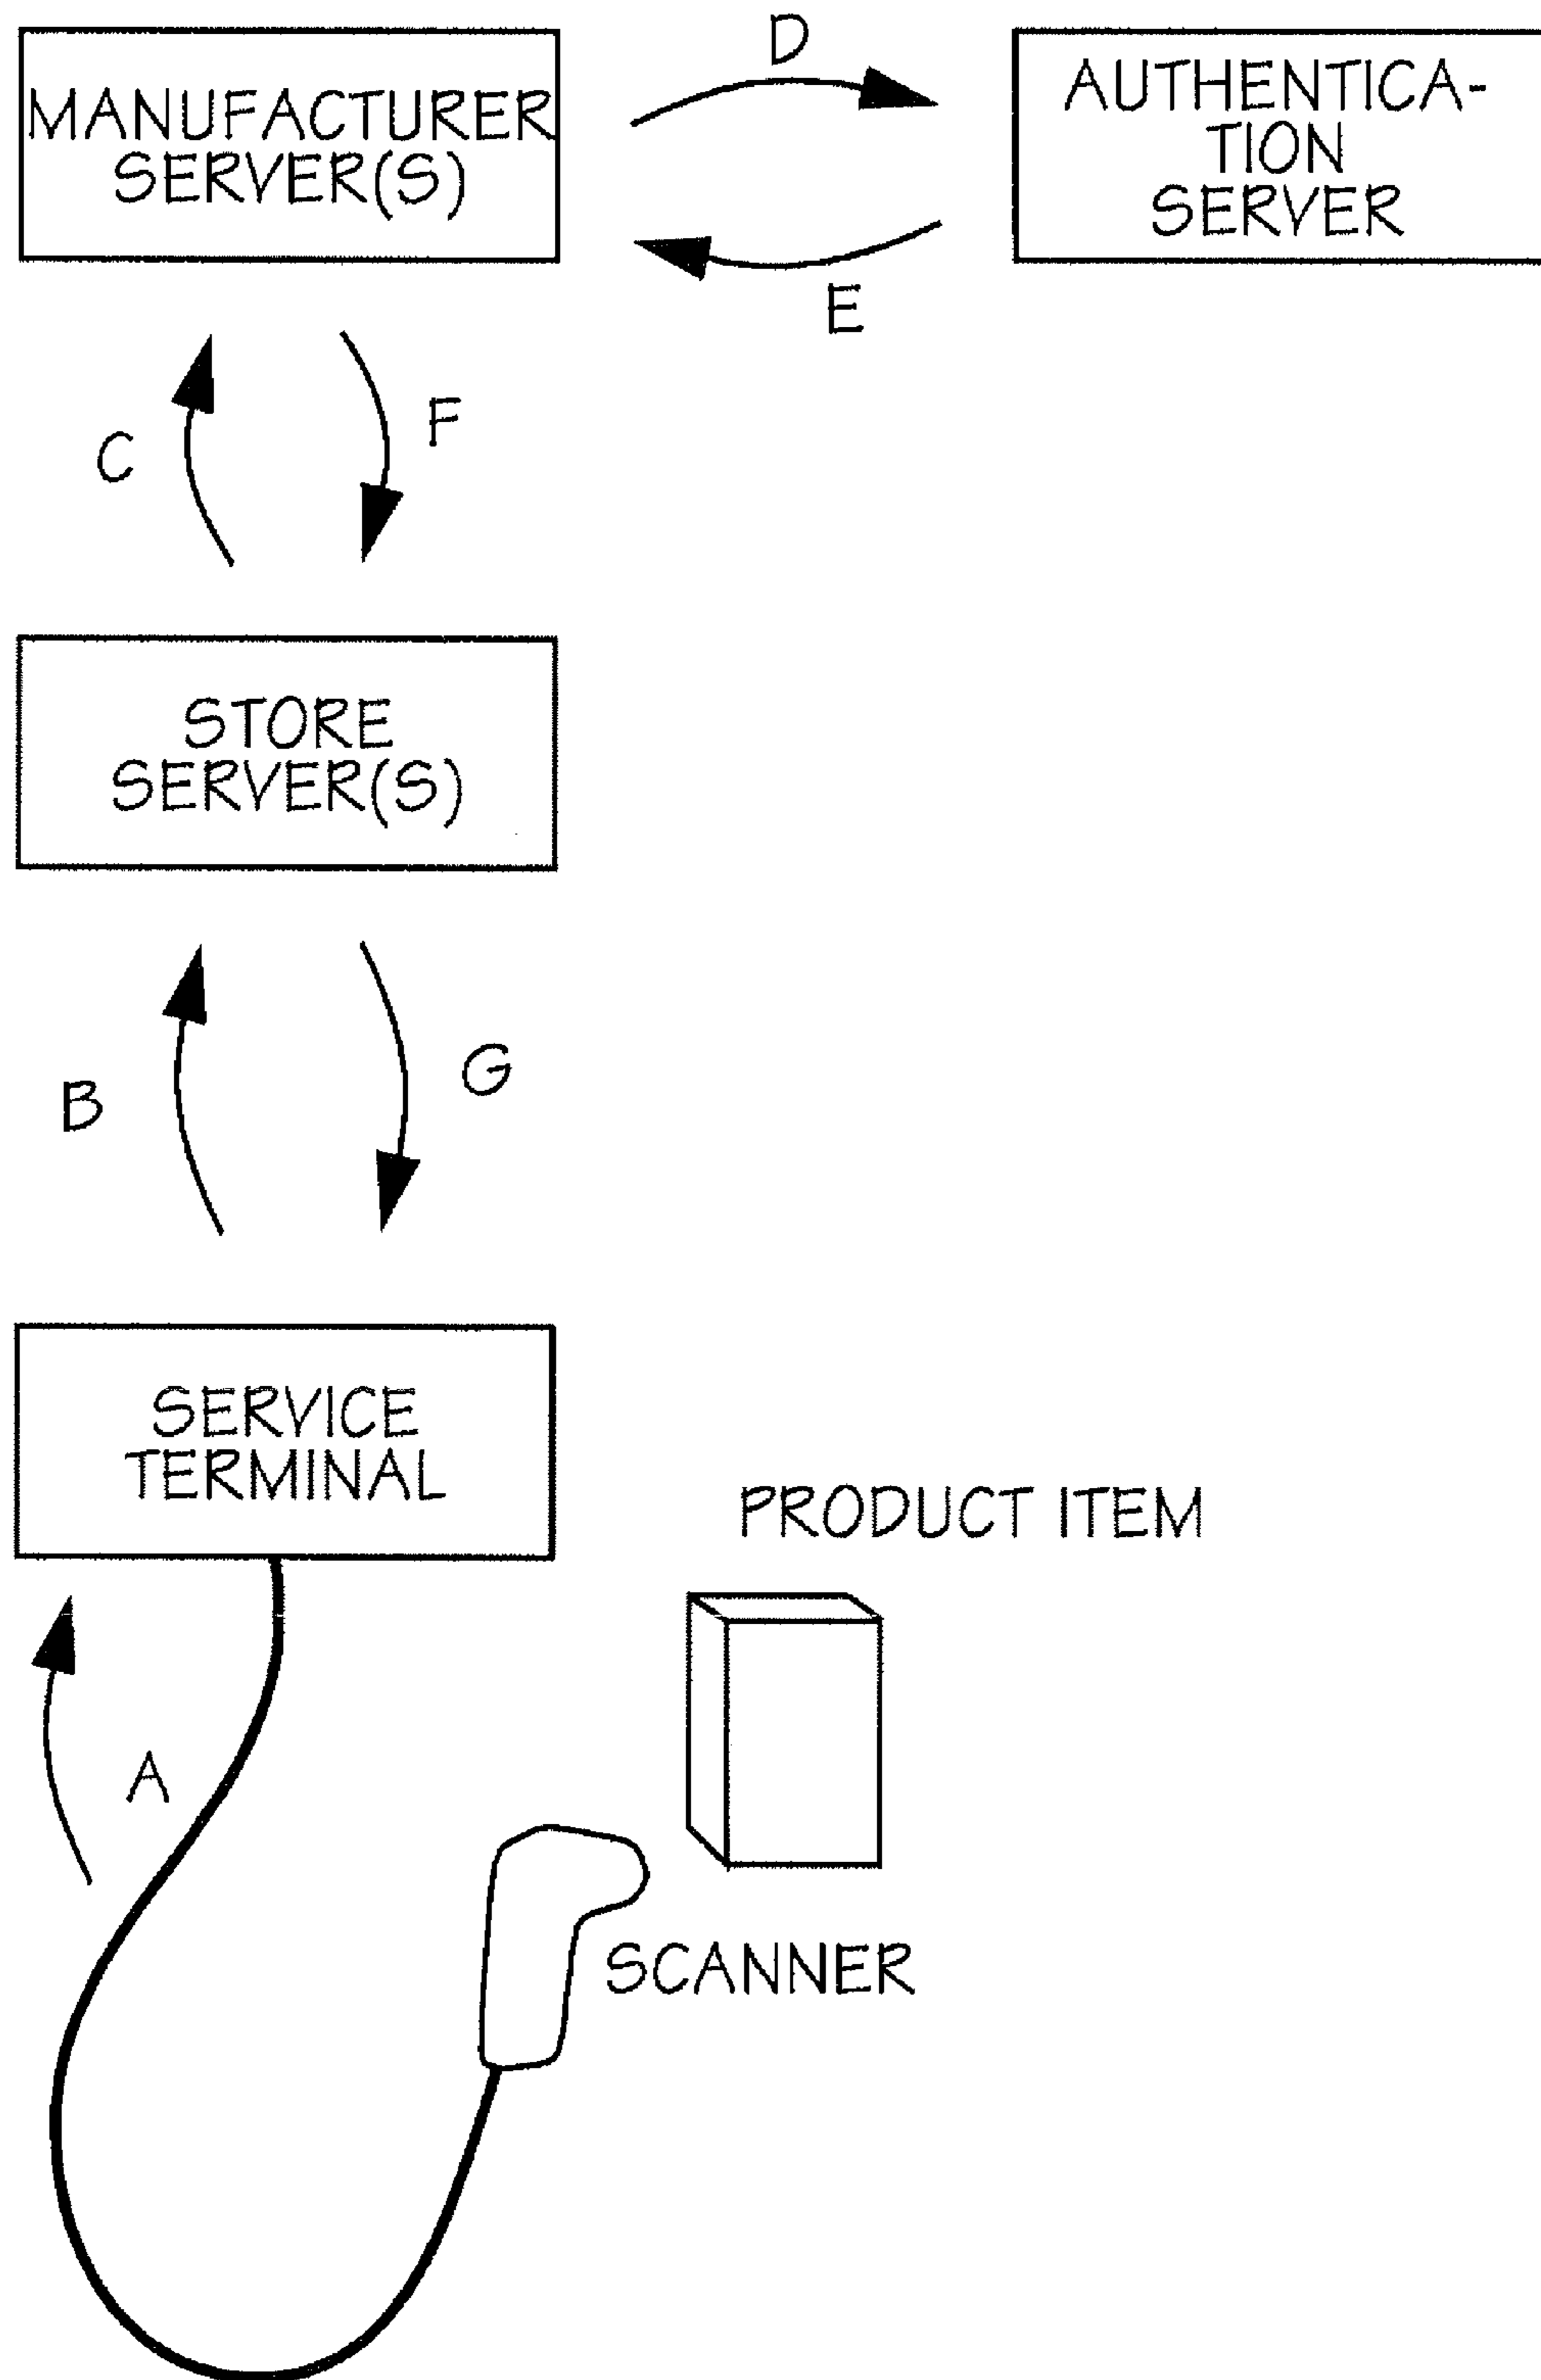 D
MANUFACTURER
SERVER(S)
AUTHENTICA-
TION
SERVER
E
C
F
STORE
SERVER(S)
B
G
SERVICE
TERMINAL
PRODUCT ITEM
A
SCANNER